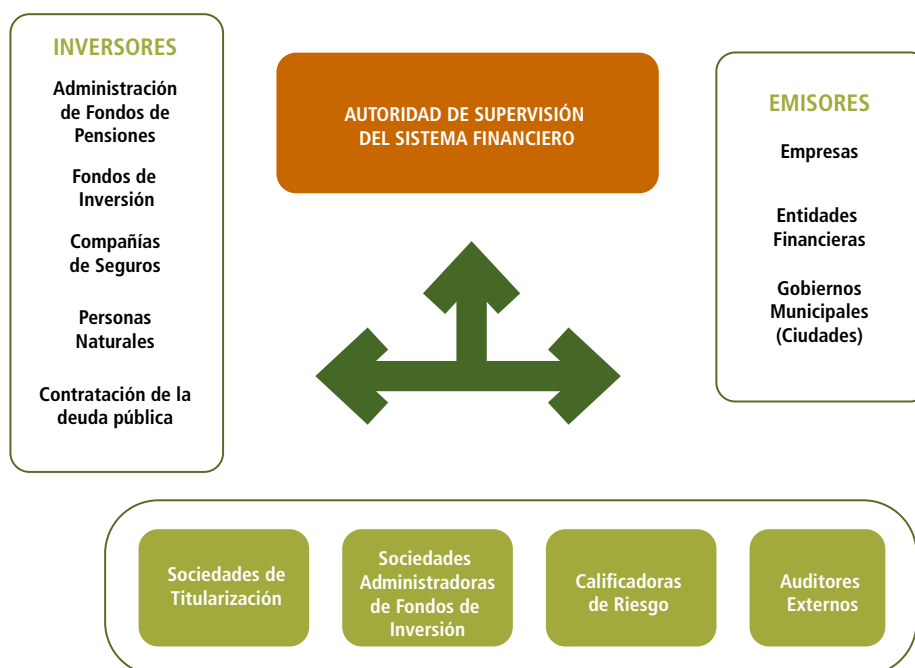 INVERSORES
Administración
de Fondos de
Pensiones
Fondos de
Inversión
Compañías
de Seguros
Personas
Naturales
Contratación de la
deuda pública
AUTORIDAD DE SUPERVISIÓN
DEL SISTEMA FINANCIERO
EMISORES
Empresas
Entidades
Financieras
Gobiernos
Municipales
(Ciudades)
Sociedades de
Titularización
Sociedades
Administradoras
de Fondos de
Inversión
Calificadoras
de Riesgo
Auditores
Externos